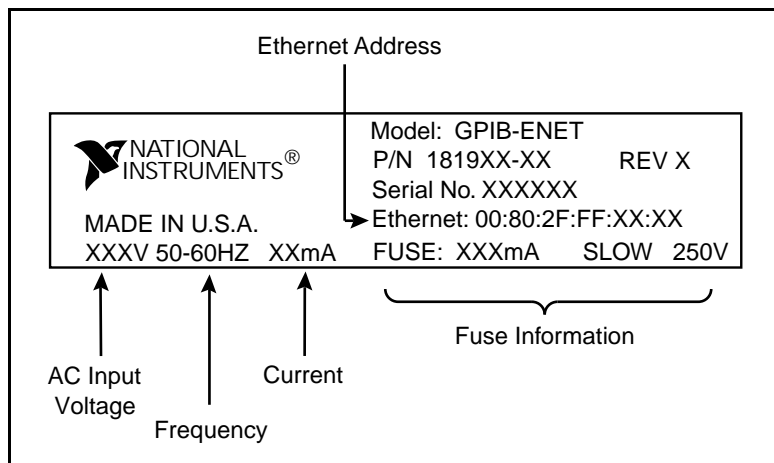 Ethernet Address
NATIONAL INSTRUMENTS®
MADE IN U.S.A.
XXXV 50-60HZ XXmA
Model: GPIB-ENET
P/N 1819XX-XX REV X
Serial No. XXXXXX
Ethernet: 00:80:2F:FF:XX:XX
FUSE: XXXmA SLOW 250V
AC Input
Voltage
Frequency
Current
Fuse Information